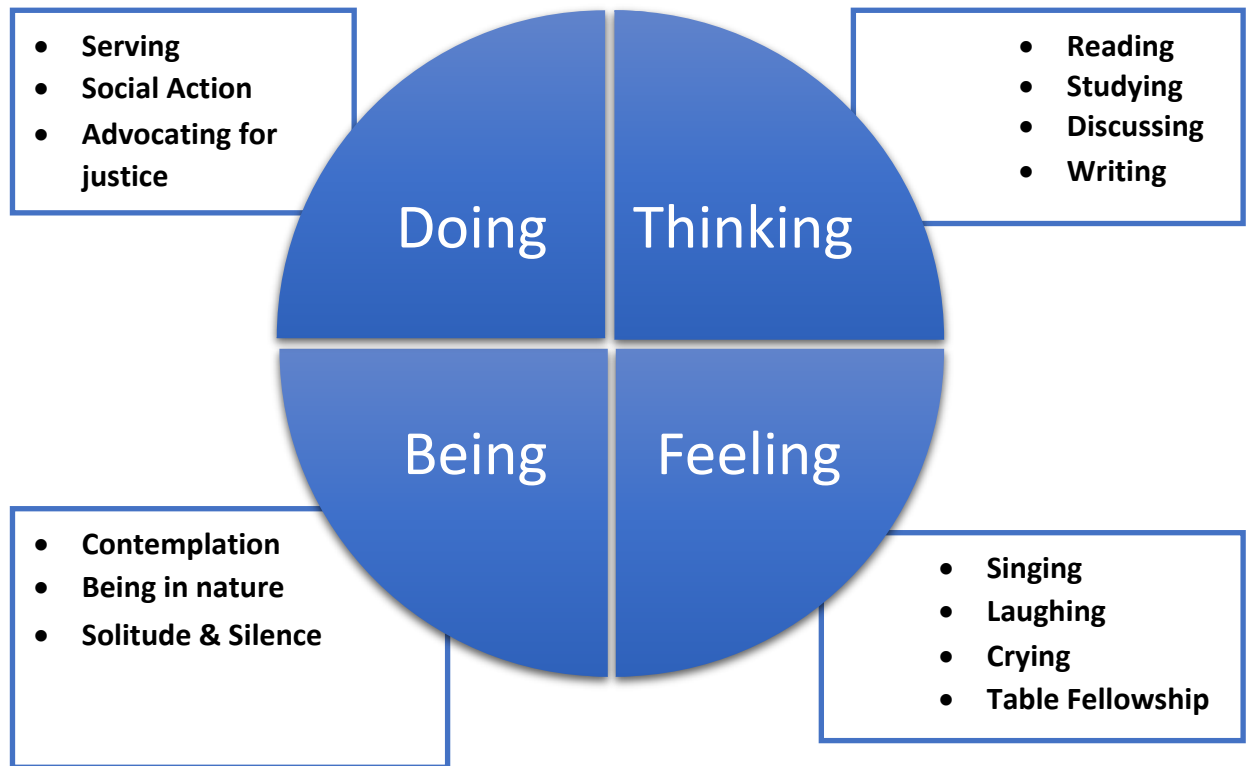 • Serving
• Social Action
• Advocating for
justice
• Reading
• Studying
• Discussing
• Writing
Doing
Thinking
Being
Feeling
• Contemplation
• Being in nature
• Solitude & Silence
• Singing
• Laughing
• Crying
• Table Fellowship